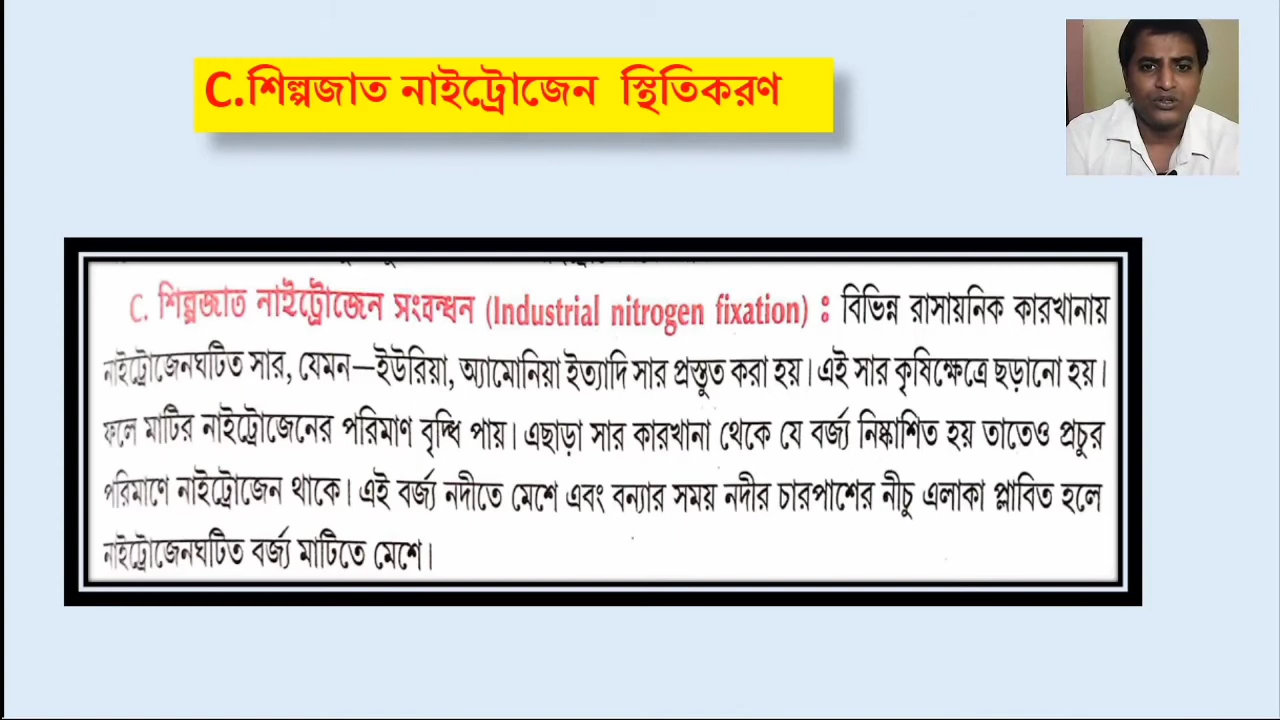 C.শিল্পজাত নাইট্রোজেন স্থিতিকরণ
C. শিল্পজাত নাইট্রোজেন সংবন্ধন (Industrial nitrogen fixation) : বিভিন্ন রাসায়নিক কারখানায়
নাইট্রোজেনঘটিত সার, যেমন—ইউরিয়া, অ্যামোনিয়া ইত্যাদি সার প্রস্তুত করা হয়। এই সার কৃষিক্ষেত্রে ছড়ানো হয়।
ফলে মাটির নাইট্রোজেনের পরিমাণ বৃদ্ধি পায়। এছাড়া সার কারখানা থেকে যে বর্জ্য নিষ্কাশিত হয় তাতেও প্রচুর
পরিমাণে নাইট্রোজেন থাকে। এই বর্জ্য নদীতে মেশে এবং বন্যার সময় নদীর চারপাশের নীচু এলাকা প্লাবিত হলে
নাইট্রোজেনঘটিত বর্জ্য মাটিতে মেশে।